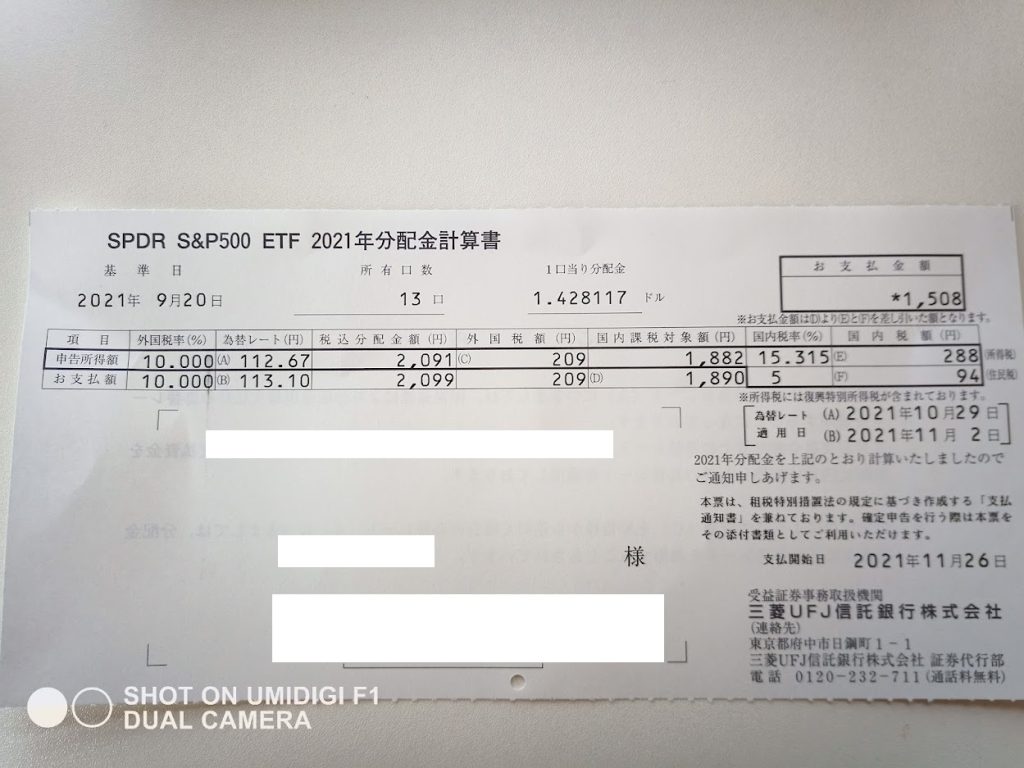 SPDR S&P500 ETF 2021年分配金計算書
基準日 所有口数 1口当り分配金
2021年 9月20日 13 口 1.428117 ドル
お支払金額
*1,508
※お支払金額は(D)より(E)と(F)を差し引いた額となります。
項目 外国税率(%) 為替レート(円) 税込分配金額(円) 外国税額(円) 国内課税対象額(円) 国内税率(%) 国内税額(円)
申告所得額 10.000 (A) 112.67 2,091 (C) 209 1,882 15.315 (E) 288 (所得税)
お支払額 10.000 (B) 113.10 2,099 209 (D) 1,890 5 (F) 94 (住民税)
※所得税には復興特別所得税が含まれております。
為替レート (A) 2021年10月29日
適用日 (B) 2021年11月 2日
2021年分配金を上記のとおり計算いたしましたので
ご通知申しあげます。
本票は、租税特別措置法の規定に基づき作成する「支払
通知書」を兼ねております。確定申告を行う際は本票を
その添付書類としてご利用いただけます。
様
支払開始日 2021年11月26日
受益証券事務取扱機関
三菱UFJ信託銀行株式会社
(連絡先)
東京都府中市日鋼町1-1
三菱UFJ信託銀行株式会社 証券代行部
電話 0120-232-711(通話料無料)
SHOT ON UMIDIGI F1
DUAL CAMERA